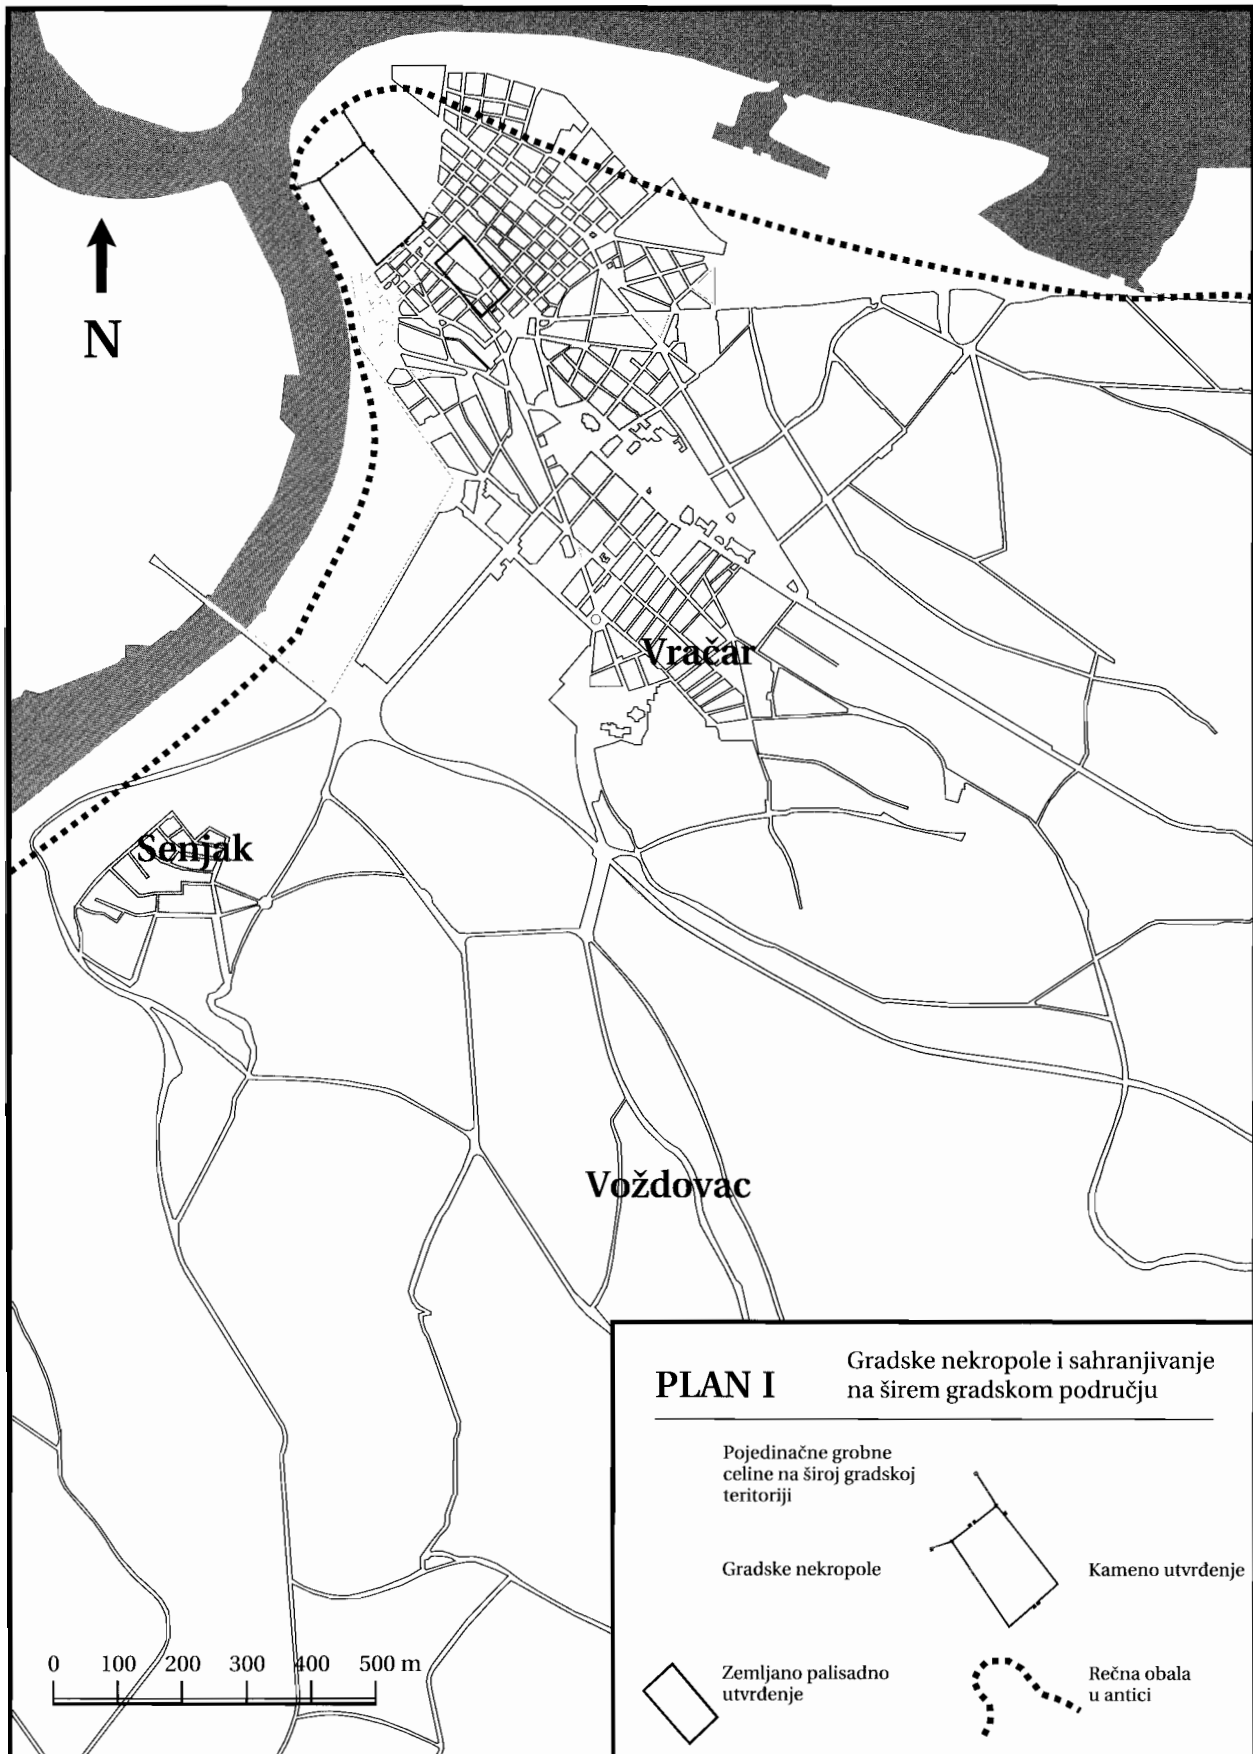 N
Vračar
Senjak
Voždovac
PLAN I
Gradske nekropole i sahranjivanje
na širem gradskom području
Pojedinačne grobne
celine na široj gradskoj
teritoriji
Gradske nekropole
Kameno utvrđenje
Zemljano palisadno
utvrđenje
Rečna obala
u antici
0 100 200 300 400 500 m